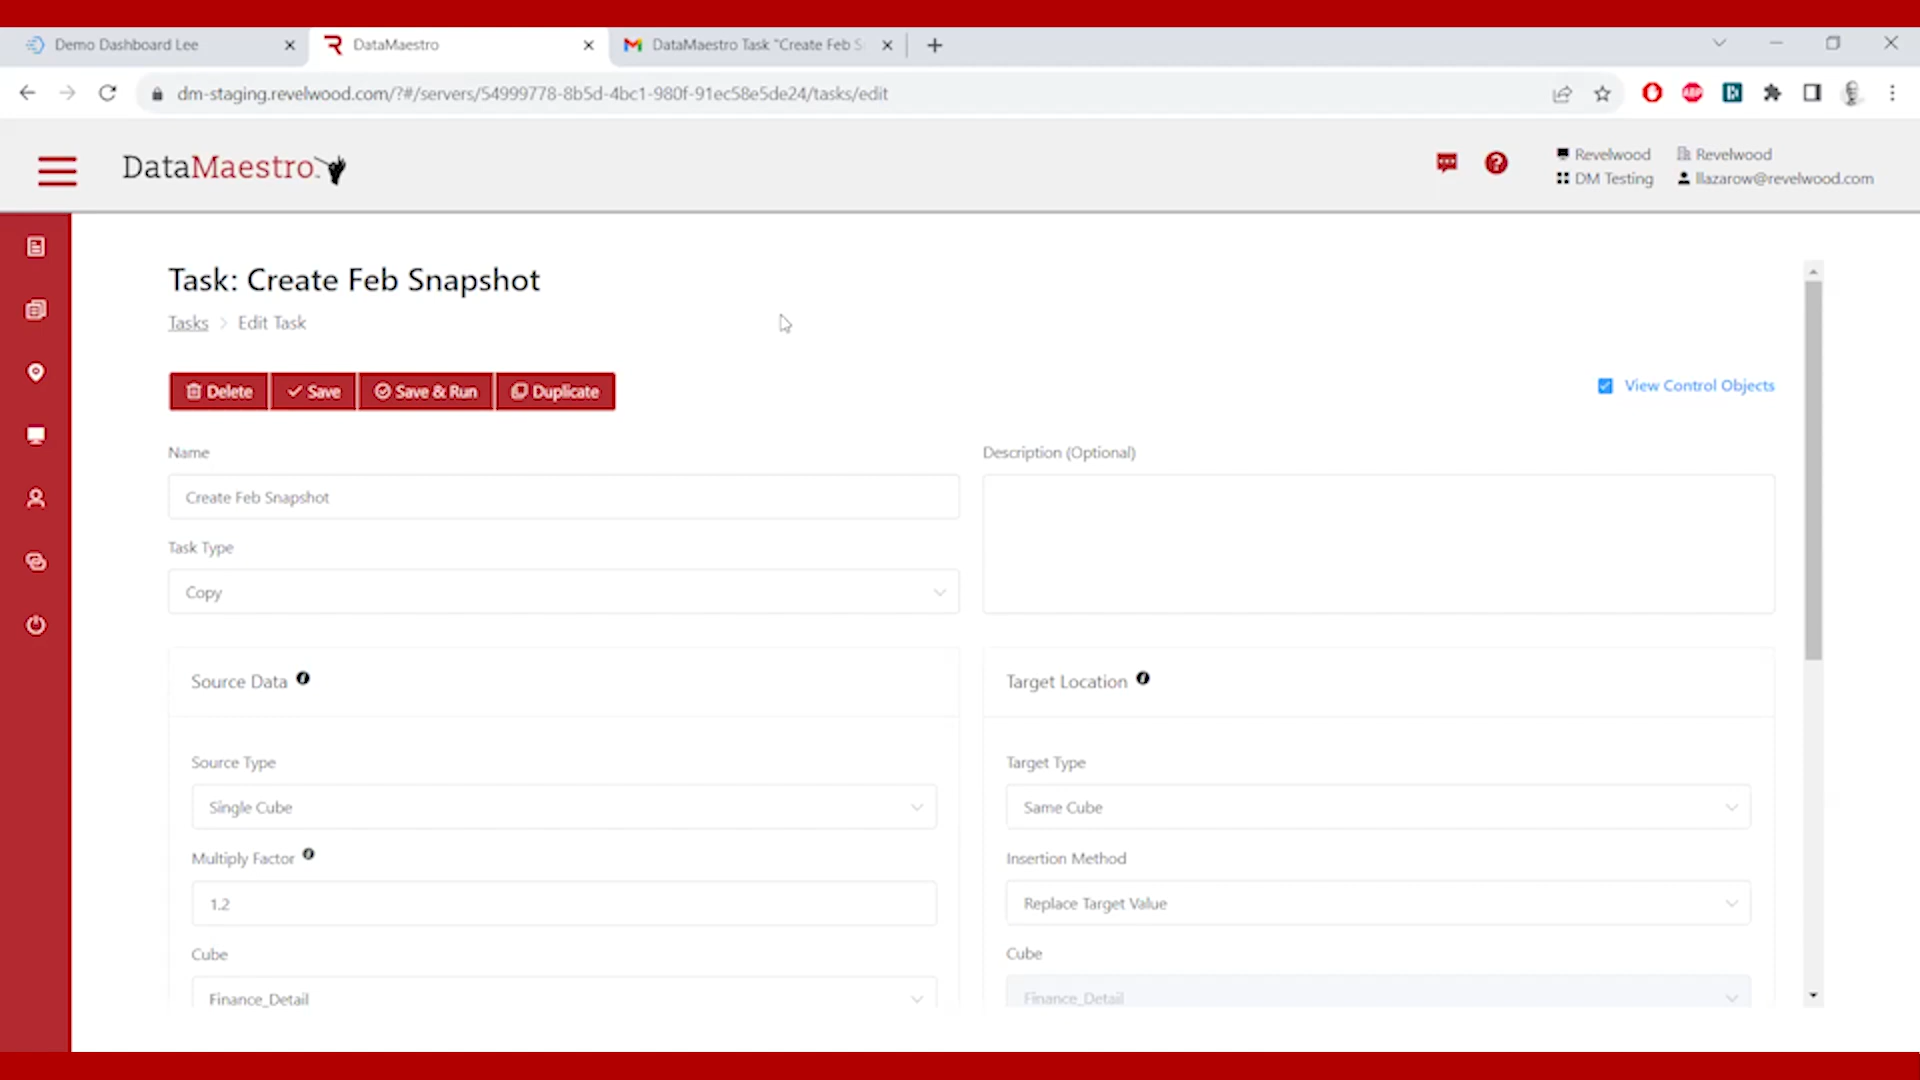 Demo Dashboard Lee
DataMaestro
DataMaestro Task "Create Feb S
dm-staging.revelwood.com/?#/servers/54999778-8b5d-4bc1-980f-91ec58e5de24/tasks/edit
DataMaestro
Revelwood
Revelwood
DM Testing
llazarow@revelwood.com
Task: Create Feb Snapshot
Tasks > Edit Task
Delete
Save
Save & Run
Duplicate
View Control Objects
Name
Description (Optional)
Create Feb Snapshot
Task Type
Copy
Source Data
Target Location
Source Type
Target Type
Single Cube
Same Cube
Multiply Factor
Insertion Method
1.2
Replace Target Value
Cube
Cube
Finance_Detail
Finance_Detail